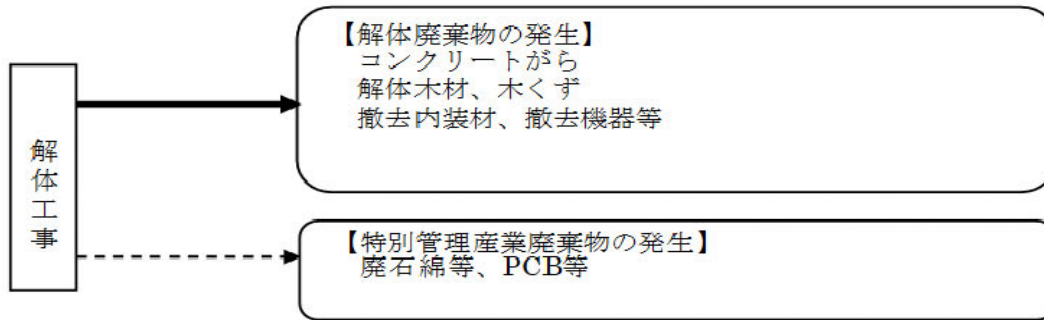 解体工事
【解体廃棄物の発生】
コンクリートがら
解体木材、木くず
撤去内装材、撤去機器等
【特別管理産業廃棄物の発生】
廃石綿等、PCB等